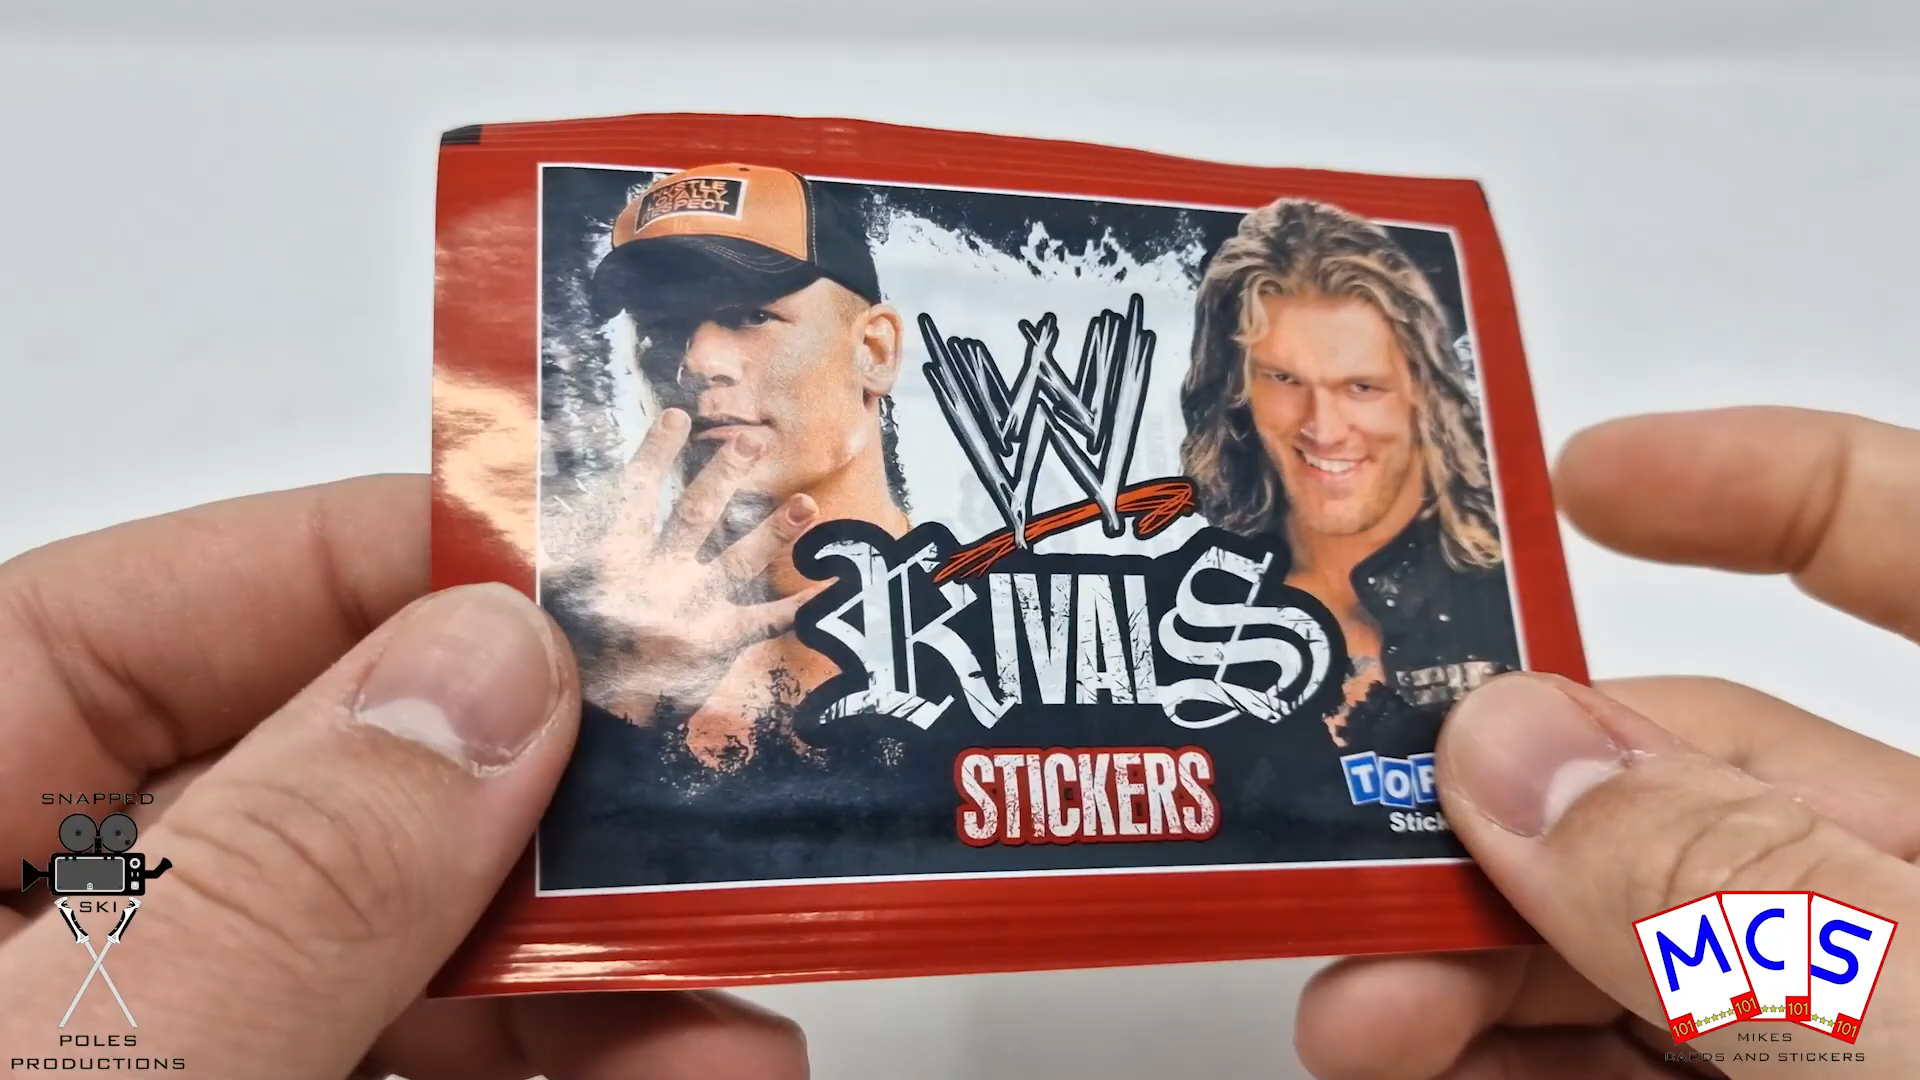 HUSTLE
LOYALTY
RESPECT
W
RIVALS
STICKERS
TOP
Stick
SNAPPED
SKI
POLES
PRODUCTIONS
MCS
101 101 101 101
MIKES
CARDS AND STICKERS